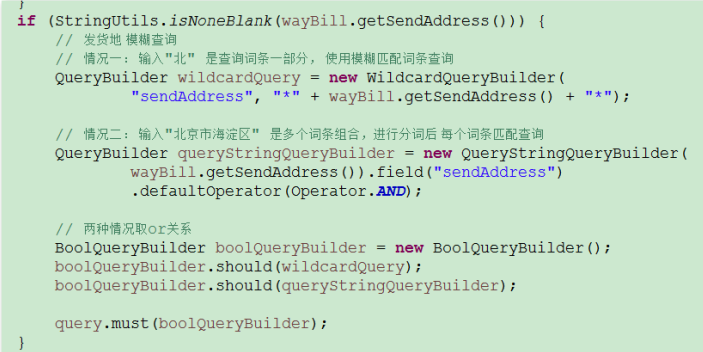 }
if (StringUtils.isNoneBlank(wayBill.getSendAddress())) {
// 发货地 模糊查询
// 情况一: 输入"北" 是查询词条一部分, 使用模糊匹配词条查询
QueryBuilder wildcardQuery = new WildcardQueryBuilder(
"sendAddress", "*" + wayBill.getSendAddress() + "*");
// 情况二: 输入"北京市海淀区" 是多个词条组合,进行分词后 每个词条匹配查询
QueryBuilder queryStringQueryBuilder = new QueryStringQueryBuilder(
wayBill.getSendAddress()).field("sendAddress")
.defaultOperator(Operator.AND);
// 两种情况取or关系
BoolQueryBuilder boolQueryBuilder = new BoolQueryBuilder();
boolQueryBuilder.should(wildcardQuery);
boolQueryBuilder.should(queryStringQueryBuilder);
query.must(boolQueryBuilder);
}